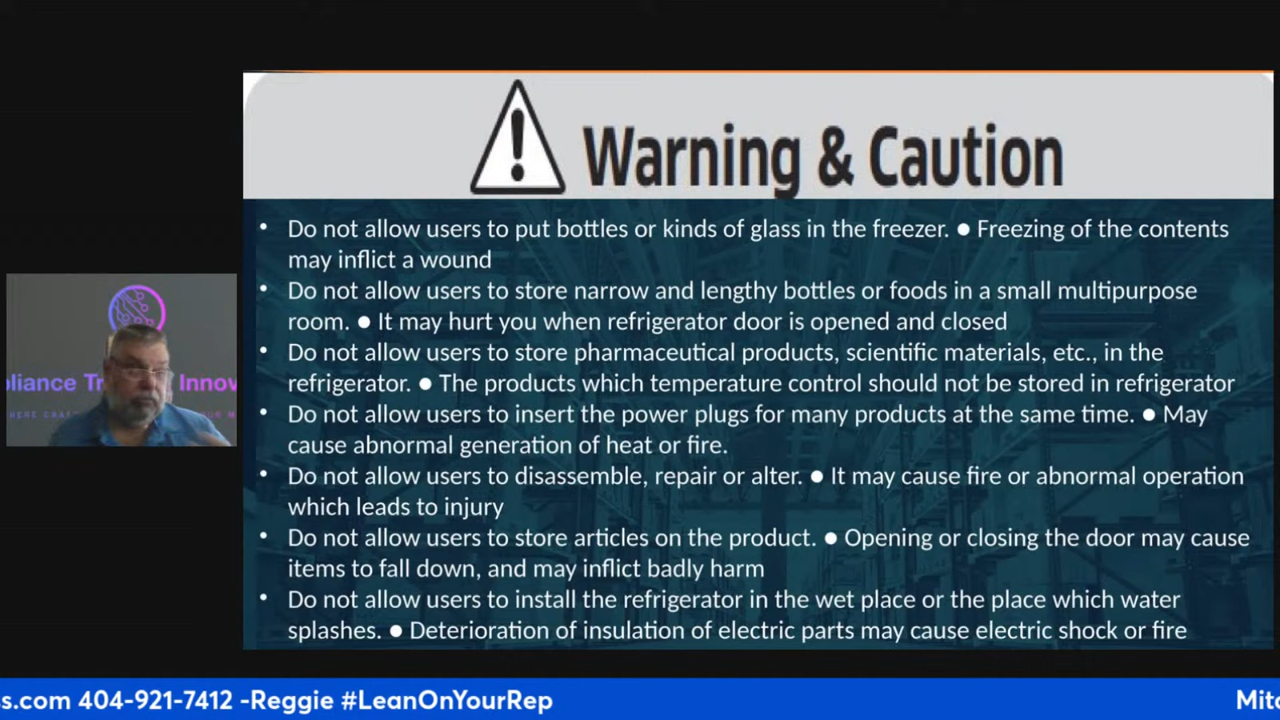 Warning & Caution
• Do not allow users to put bottles or kinds of glass in the freezer. ● Freezing of the contents
may inflict a wound
• Do not allow users to store narrow and lengthy bottles or foods in a small multipurpose
room. ● It may hurt you when refrigerator door is opened and closed
• Do not allow users to store pharmaceutical products, scientific materials, etc., in the
refrigerator. ● The products which temperature control should not be stored in refrigerator
• Do not allow users to insert the power plugs for many products at the same time. ● May
cause abnormal generation of heat or fire.
• Do not allow users to disassemble, repair or alter. ● It may cause fire or abnormal operation
which leads to injury
• Do not allow users to store articles on the product. ● Opening or closing the door may cause
items to fall down, and may inflict badly harm
• Do not allow users to install the refrigerator in the wet place or the place which water
splashes. ● Deterioration of insulation of electric parts may cause electric shock or fire
pliance Tr Innov
s.com 404-921-7412 -Reggie #LeanOnYourRep
Mitc